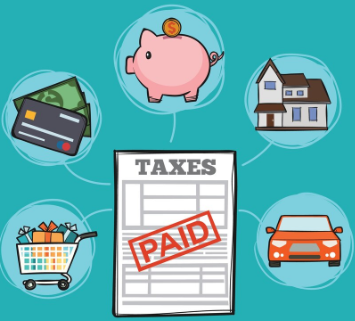 $
TAXES
PAID